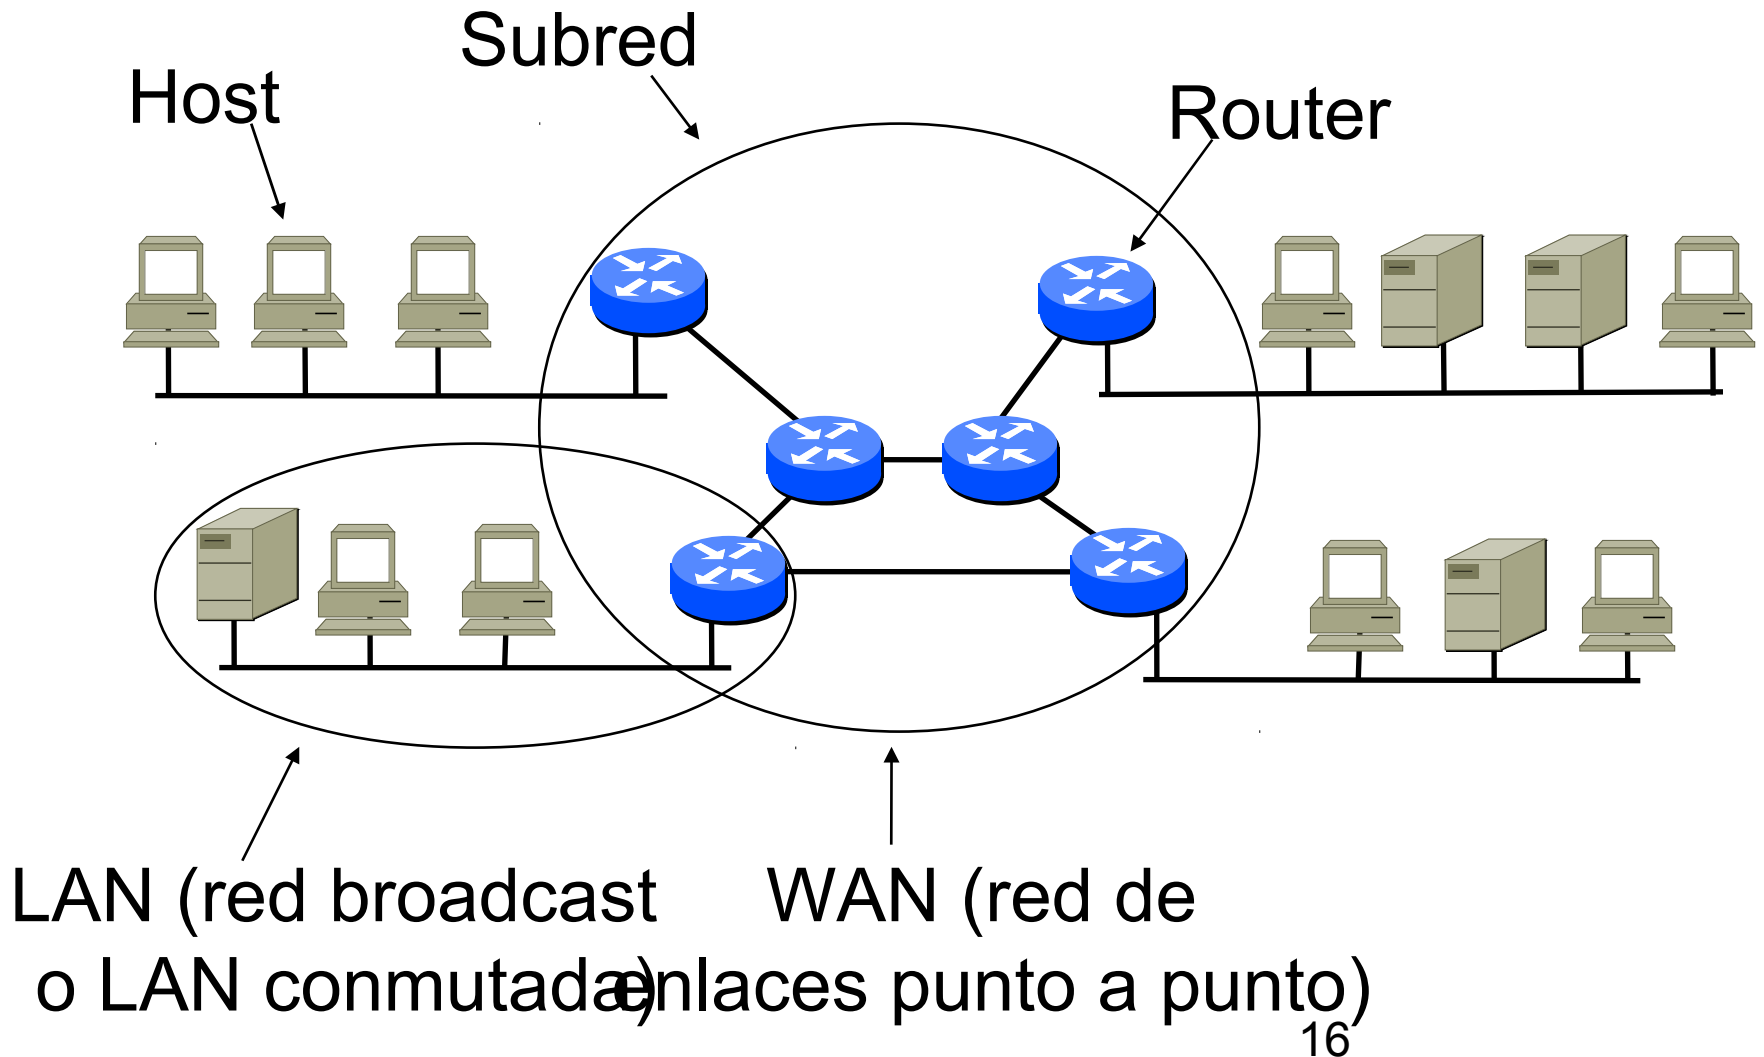 Subred
Host
Router
LAN (red broadcast
o LAN conmutada)
WAN (red de
enlaces punto a punto)
16